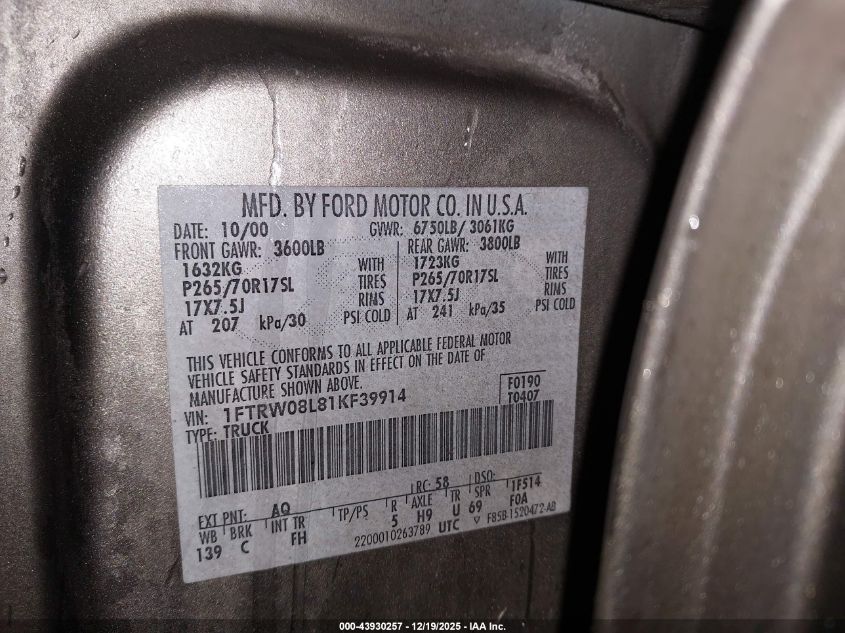 MFD. BY FORD MOTOR CO. IN U.S.A.
DATE: 10/00 GVWR: 6750LB/ 3061KG
FRONT GAWR: 3600LB REAR GAWR: 3800LB
1632KG WITH 1723KG WITH
P265/70R17SL TIRES P265/70R17SL TIRES
17X7.5J RIMS 17X7.5J RIMS
AT 207 kPa/30 PSI COLD AT 241 kPa/35 PSI COLD
THIS VEHICLE CONFORMS TO ALL APPLICABLE FEDERAL MOTOR
VEHICLE SAFETY STANDARDS IN EFFECT ON THE DATE OF
MANUFACTURE SHOWN ABOVE.
F0190
VIN: 1FTRW08L81KF39914 T0407
TYPE: TRUCK
EXT PNT: AQ RC: 58 DSO: 1F514
WB BRK INT TR TP/PS R AXLE TR SPR F0A
139 C FH 5 H9 U 69
2200010263789 UTC ▽ F85B-1520472-AB
000-43930257 - 12/19/2025 - IAA Inc.